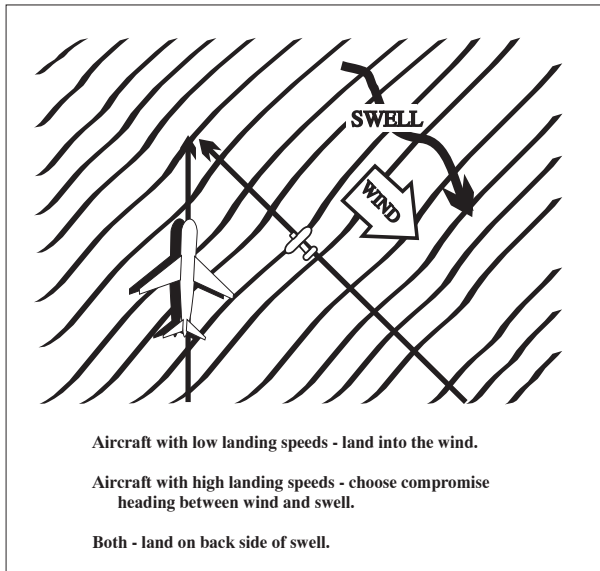 SWELL
WIND
Aircraft with low landing speeds - land into the wind.
Aircraft with high landing speeds - choose compromise
heading between wind and swell.
Both - land on back side of swell.